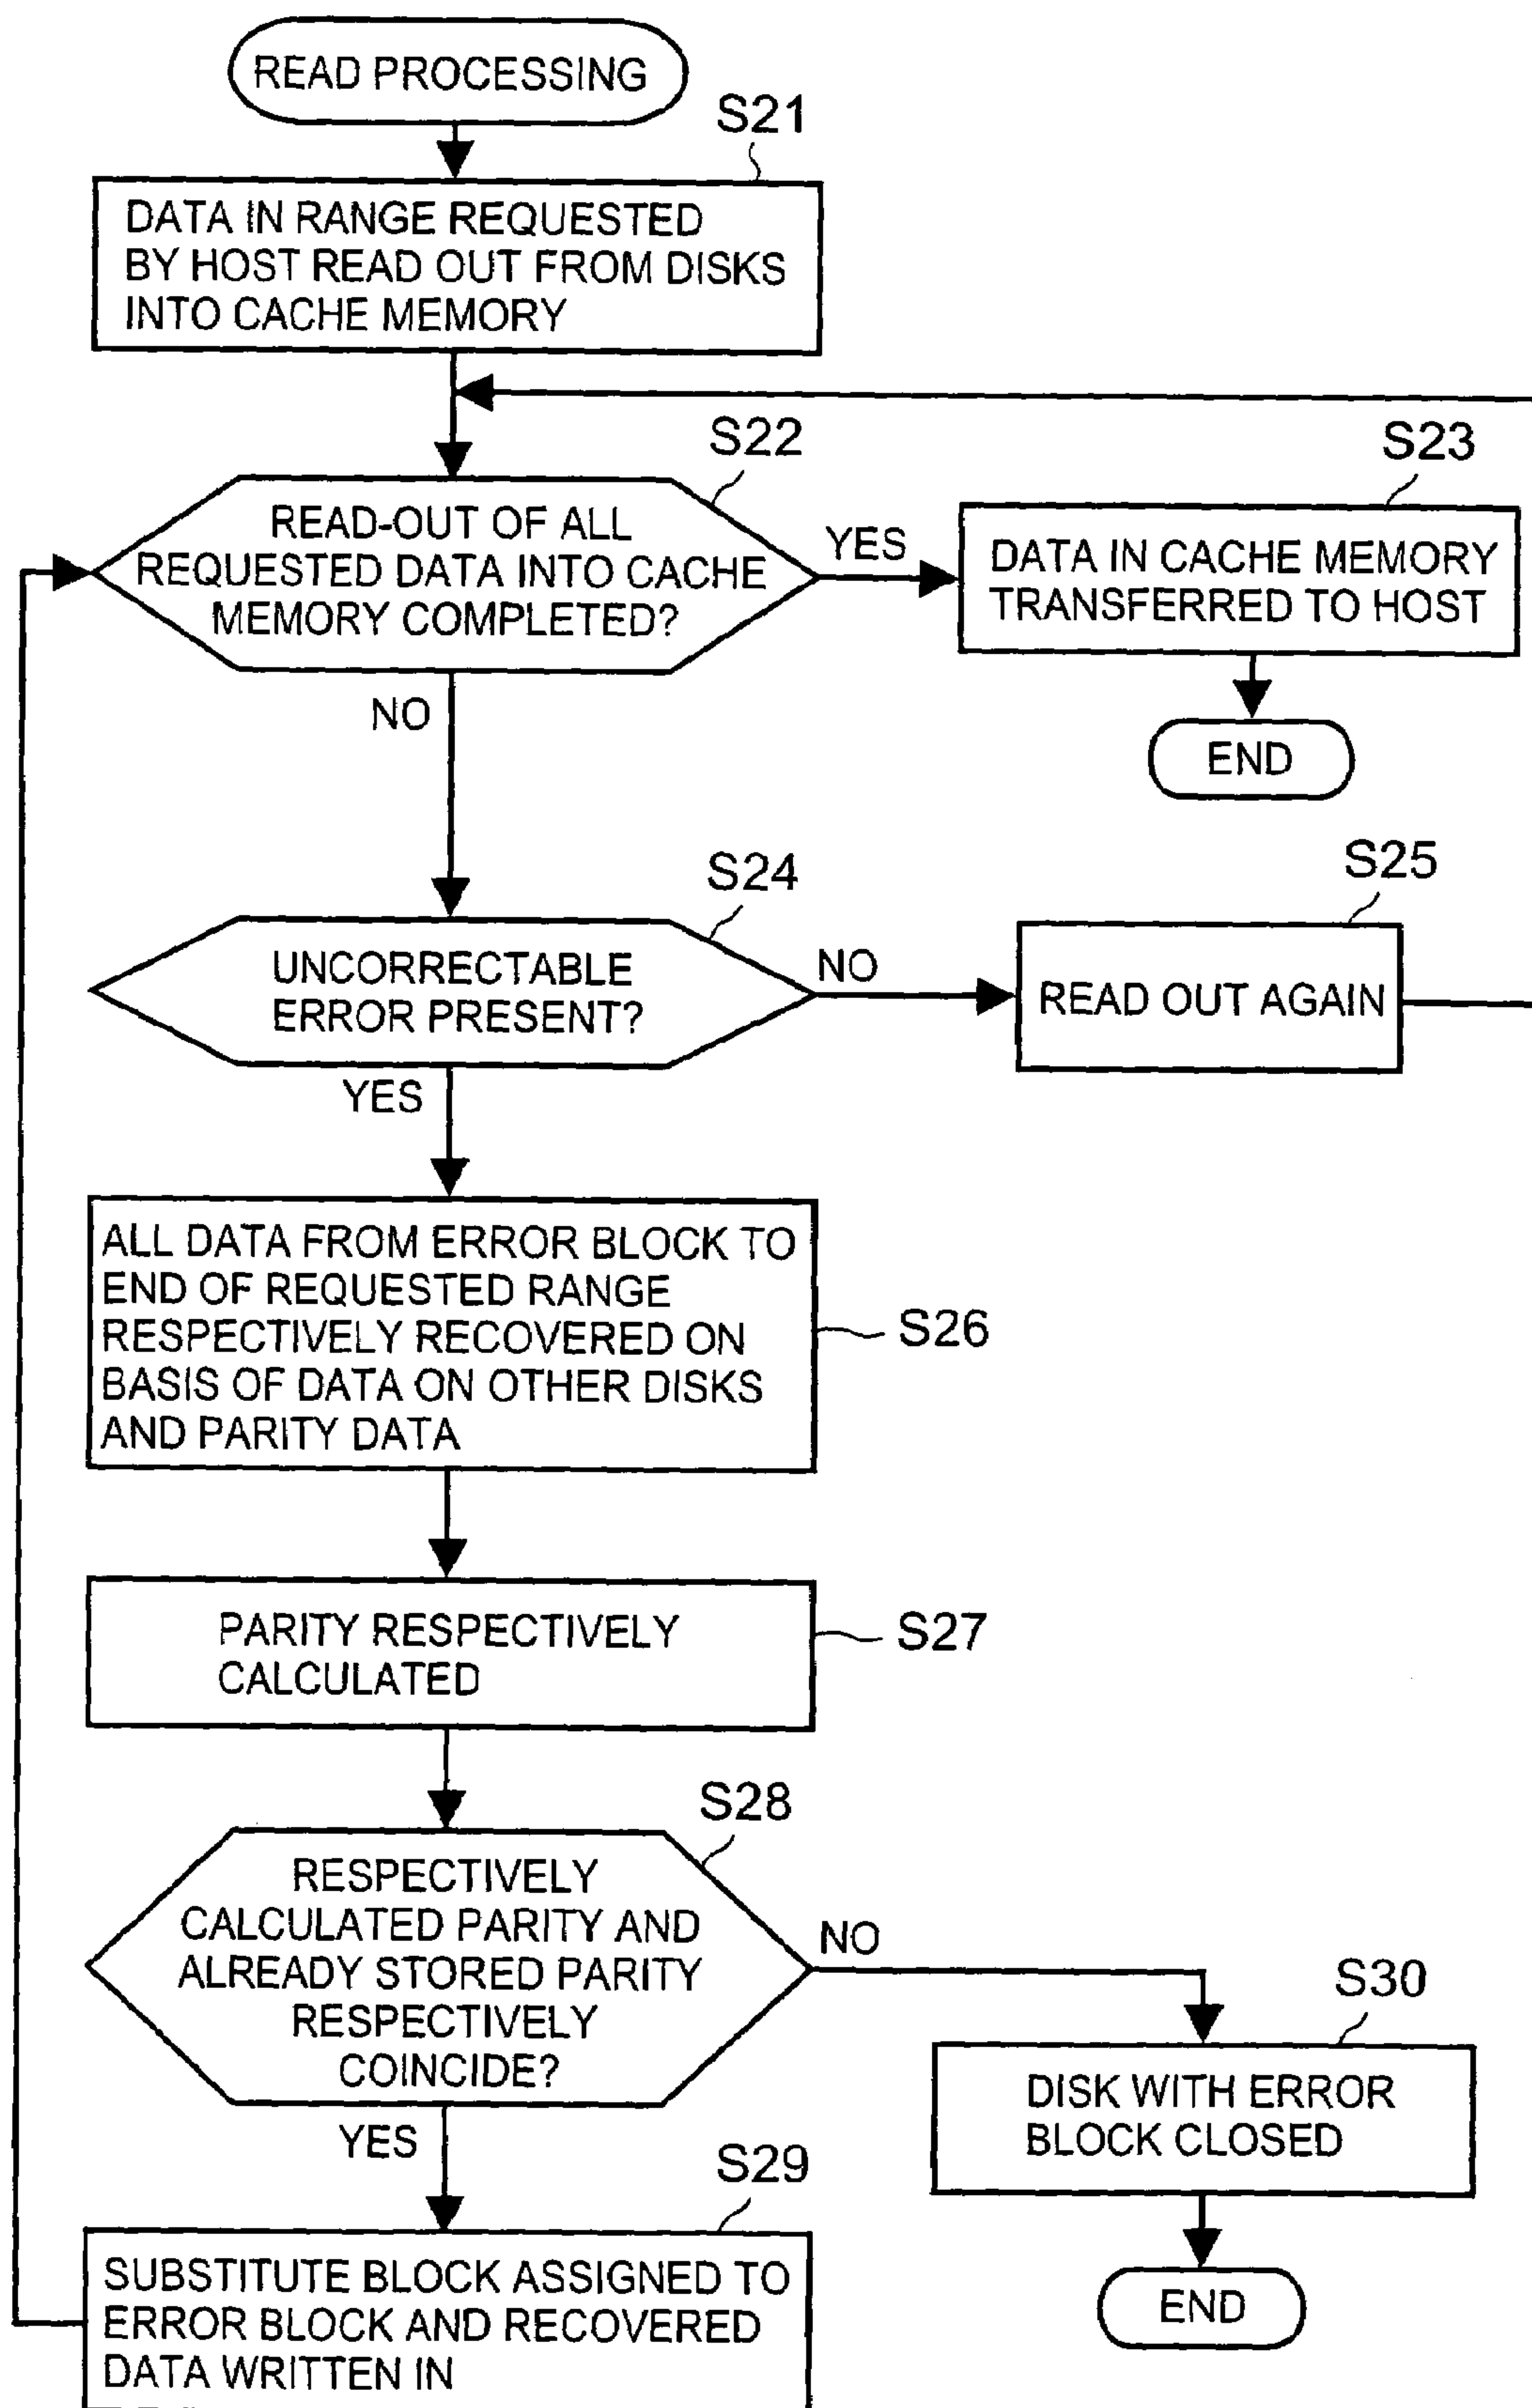 READ PROCESSING
S21
DATA IN RANGE REQUESTED
BY HOST READ OUT FROM DISKS
INTO CACHE MEMORY
S22
READ-OUT OF ALL
REQUESTED DATA INTO CACHE
MEMORY COMPLETED?
YES
S23
DATA IN CACHE MEMORY
TRANSFERRED TO HOST
END
NO
S24
UNCORRECTABLE
ERROR PRESENT?
NO
S25
READ OUT AGAIN
YES
ALL DATA FROM ERROR BLOCK TO
END OF REQUESTED RANGE
RESPECTIVELY RECOVERED ON
BASIS OF DATA ON OTHER DISKS
AND PARITY DATA
S26
PARITY RESPECTIVELY
CALCULATED
S27
S28
RESPECTIVELY
CALCULATED PARITY AND
ALREADY STORED PARITY
RESPECTIVELY
COINCIDE?
NO
S30
DISK WITH ERROR
BLOCK CLOSED
END
YES
S29
SUBSTITUTE BLOCK ASSIGNED TO
ERROR BLOCK AND RECOVERED
DATA WRITTEN IN